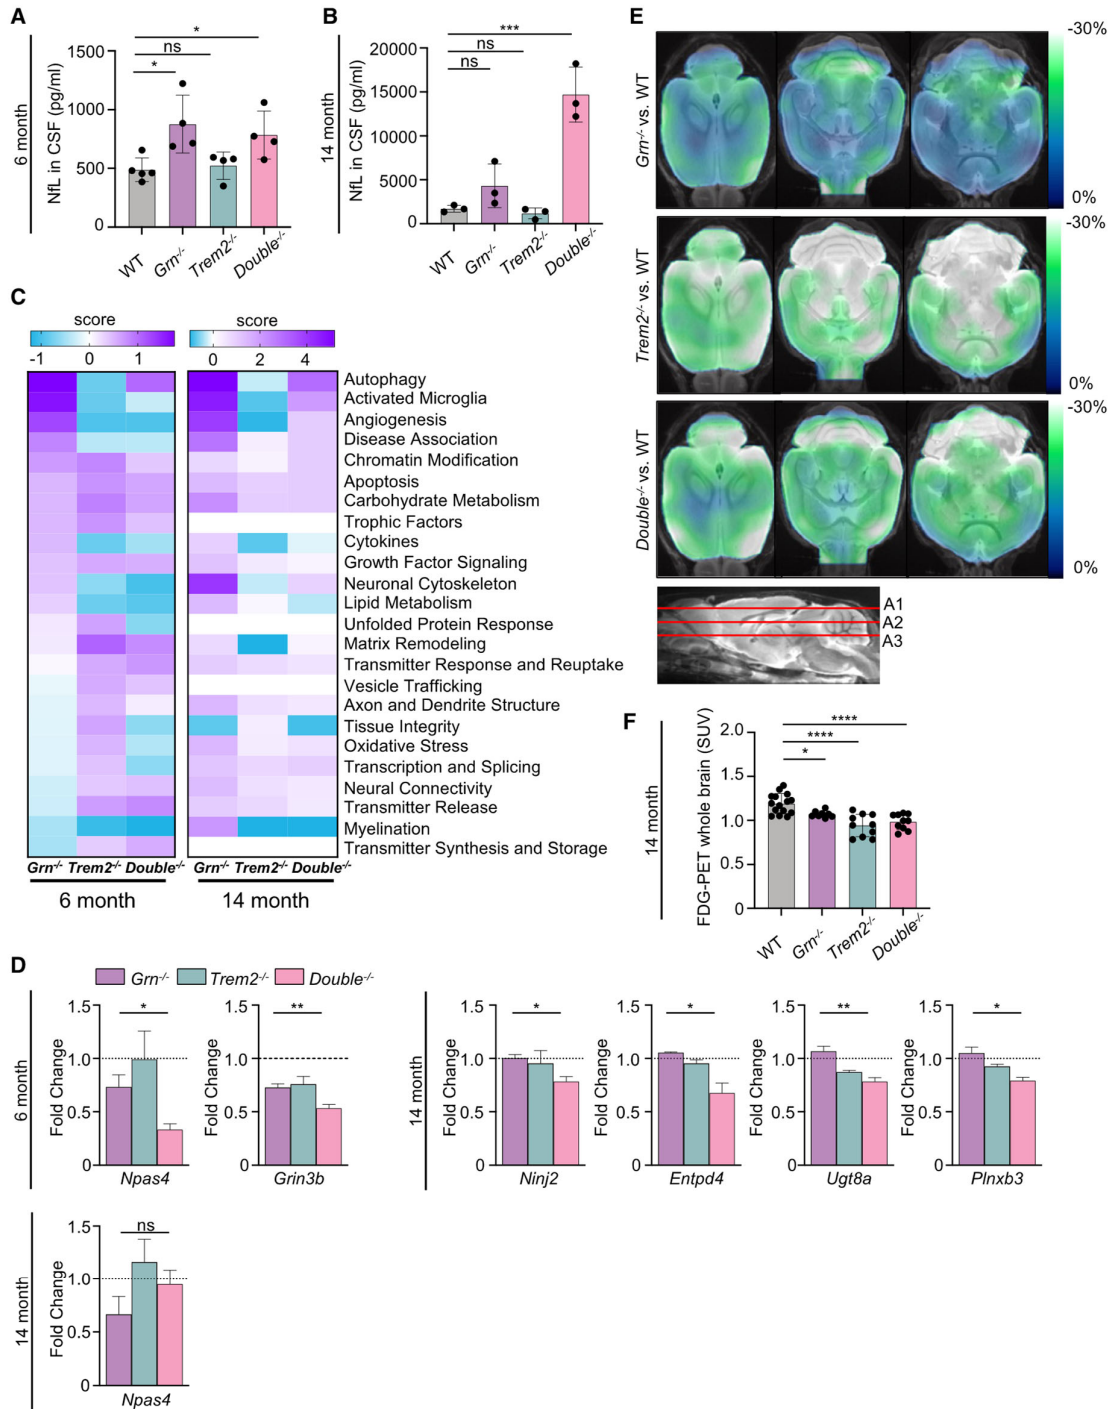 A
6 month
NfL in CSF (pg/ml)
1500
1000
500
0
*
ns
*
WT
Grn-/-
Trem2-/-
Double-/-
B
14 month
NfL in CSF (pg/ml)
20000
15000
10000
5000
0
***
ns
ns
WT
Grn-/-
Trem2-/-
Double-/-
C
score
-1 0 1
score
0 2 4
Autophagy
Activated Microglia
Angiogenesis
Disease Association
Chromatin Modification
Apoptosis
Carbohydrate Metabolism
Trophic Factors
Cytokines
Growth Factor Signaling
Neuronal Cytoskeleton
Lipid Metabolism
Unfolded Protein Response
Matrix Remodeling
Transmitter Response and Reuptake
Vesicle Trafficking
Axon and Dendrite Structure
Tissue Integrity
Oxidative Stress
Transcription and Splicing
Neural Connectivity
Transmitter Release
Myelination
Transmitter Synthesis and Storage
Grn-/- Trem2-/- Double-/-
6 month
Grn-/- Trem2-/- Double-/-
14 month
D
Grn-/- Trem2-/- Double-/-
6 month
Fold Change
1.5
1.0
0.5
0
*
Npas4
Fold Change
1.5
1.0
0.5
0
**
Grin3b
14 month
Fold Change
1.5
1.0
0.5
0
*
Ninj2
Fold Change
1.5
1.0
0.5
0
*
Entpd4
Fold Change
1.5
1.0
0.5
0
**
Ugt8a
Fold Change
1.5
1.0
0.5
0
*
Plnxb3
14 month
Fold Change
1.5
1.0
0.5
0
ns
Npas4
E
Grn-/- vs. WT
-30%
0%
Trem2-/- vs. WT
-30%
0%
Double-/- vs. WT
-30%
0%
A1
A2
A3
F
14 month
FDG-PET whole brain (SUV)
2.0
1.5
1.0
0.5
0
****
****
*
WT
Grn-/-
Trem2-/-
Double-/-